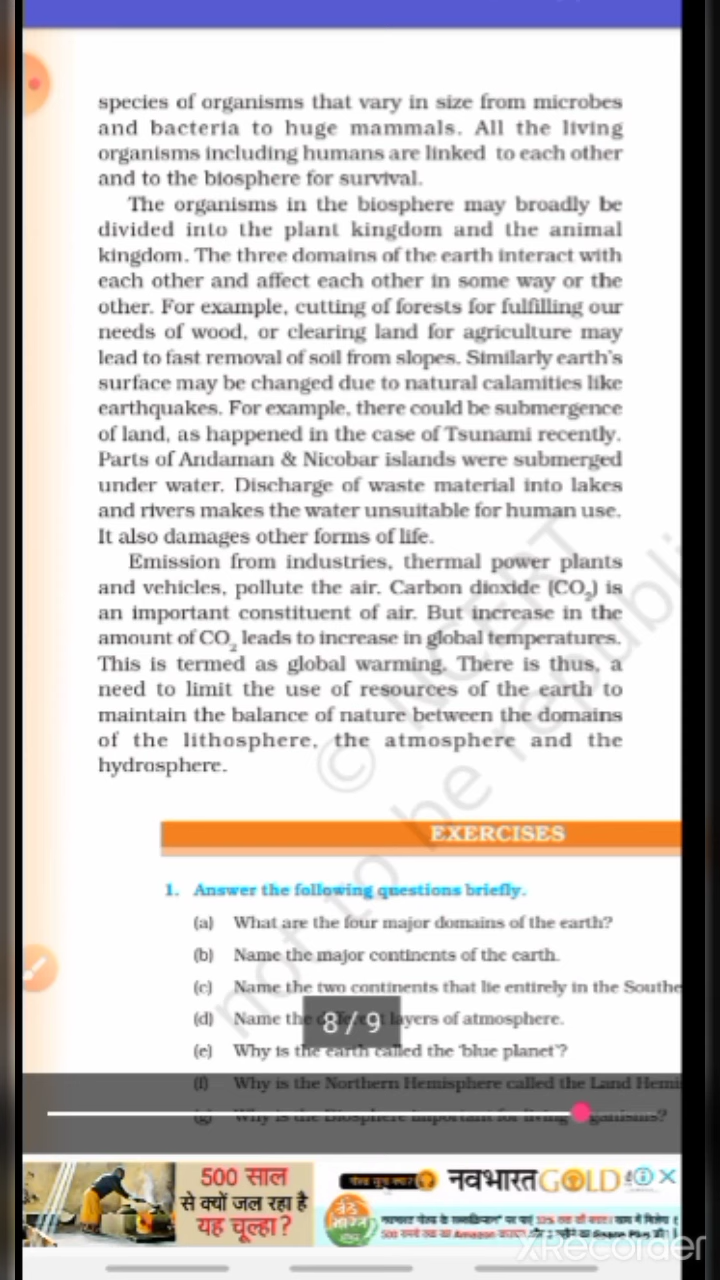 species of organisms that vary in size from microbes
and bacteria to huge mammals. All the living
organisms including humans are linked to each other
and to the biosphere for survival.
The organisms in the biosphere may broadly be
divided into the plant kingdom and the animal
kingdom. The three domains of the earth interact with
each other and affect each other in some way or the
other. For example, cutting of forests for fulfilling our
needs of wood, or clearing land for agriculture may
lead to fast removal of soil from slopes. Similarly earth's
surface may be changed due to natural calamities like
earthquakes. For example, there could be submergence
of land, as happened in the case of Tsunami recently.
Parts of Andaman & Nicobar islands were submerged
under water. Discharge of waste material into lakes
and rivers makes the water unsuitable for human use.
It also damages other forms of life.
Emission from industries, thermal power plants
and vehicles, pollute the air. Carbon dioxide (CO₂) is
an important constituent of air. But increase in the
amount of CO₂ leads to increase in global temperatures.
This is termed as global warming. There is thus, a
need to limit the use of resources of the earth to
maintain the balance of nature between the domains
of the lithosphere, the atmosphere and the
hydrosphere.
© NCERT
not to be republi
EXERCISES
1. Answer the following questions briefly.
(a) What are the four major domains of the earth?
(b) Name the major continents of the earth.
(c) Name the two continents that lie entirely in the Southe
(d) Name the layers of atmosphere.
8 / 9
(e) Why is the earth called the 'blue planet'?
(f) Why is the Northern Hemisphere called the Land Hemi
(g) Why is the Biosphere important for living organisms?
500 साल
से क्यों जल रहा है
यह चूल्हा?
नवभारत GOLD
XRecorder